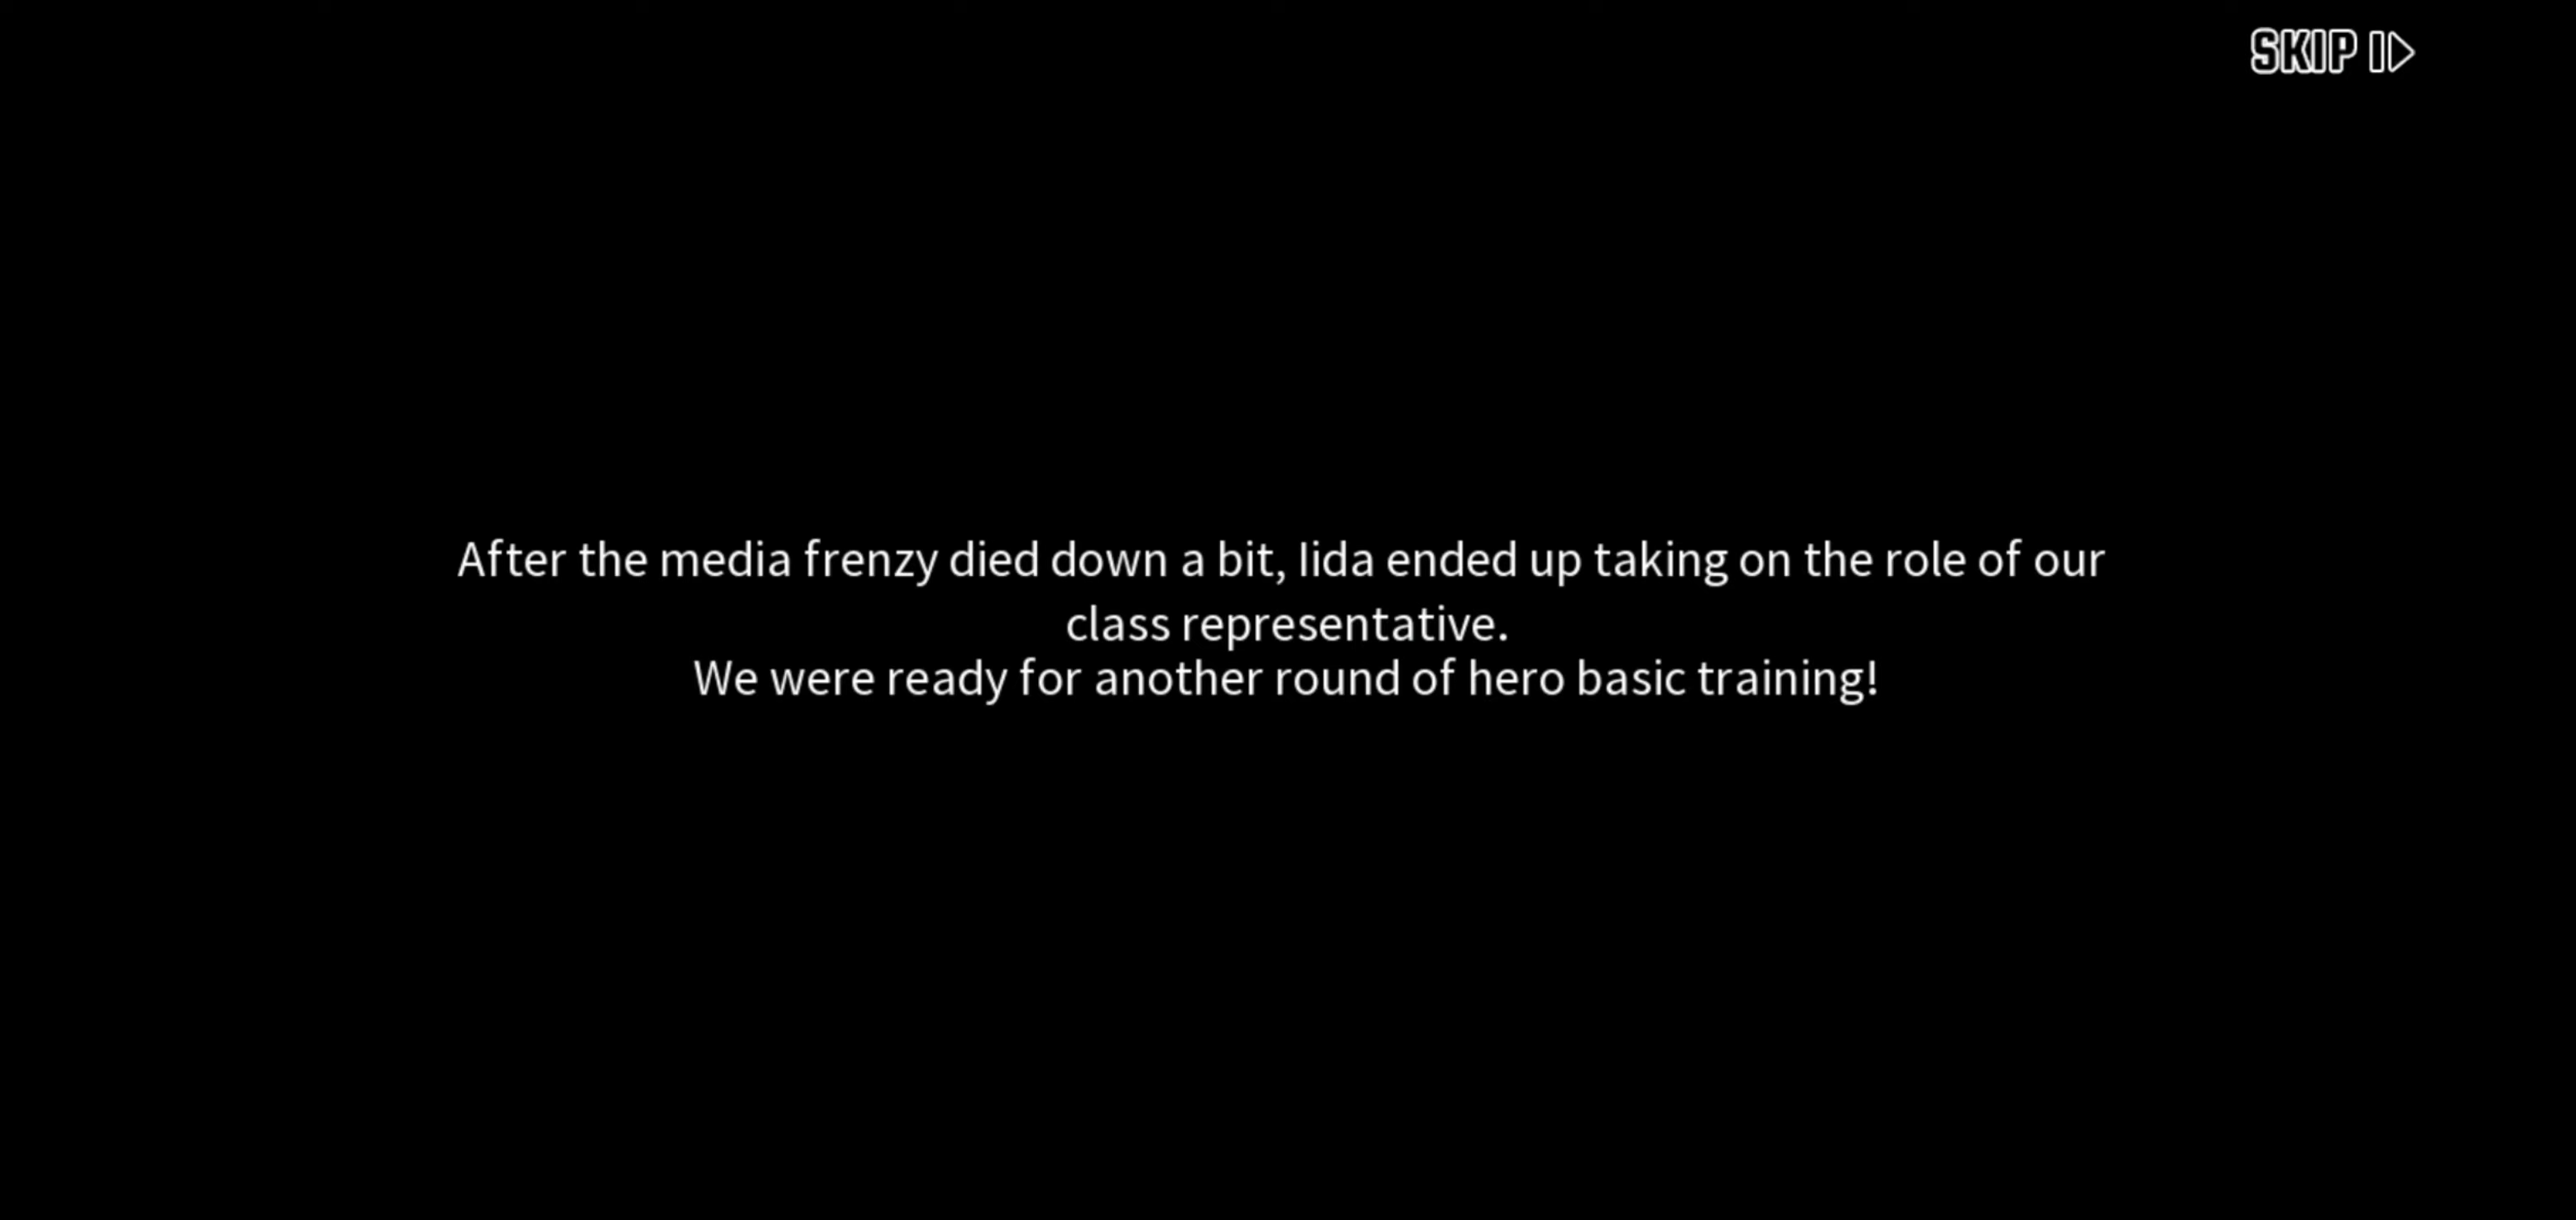 SKIP
After the media frenzy died down a bit, Iida ended up taking on the role of our
class representative.
We were ready for another round of hero basic training!